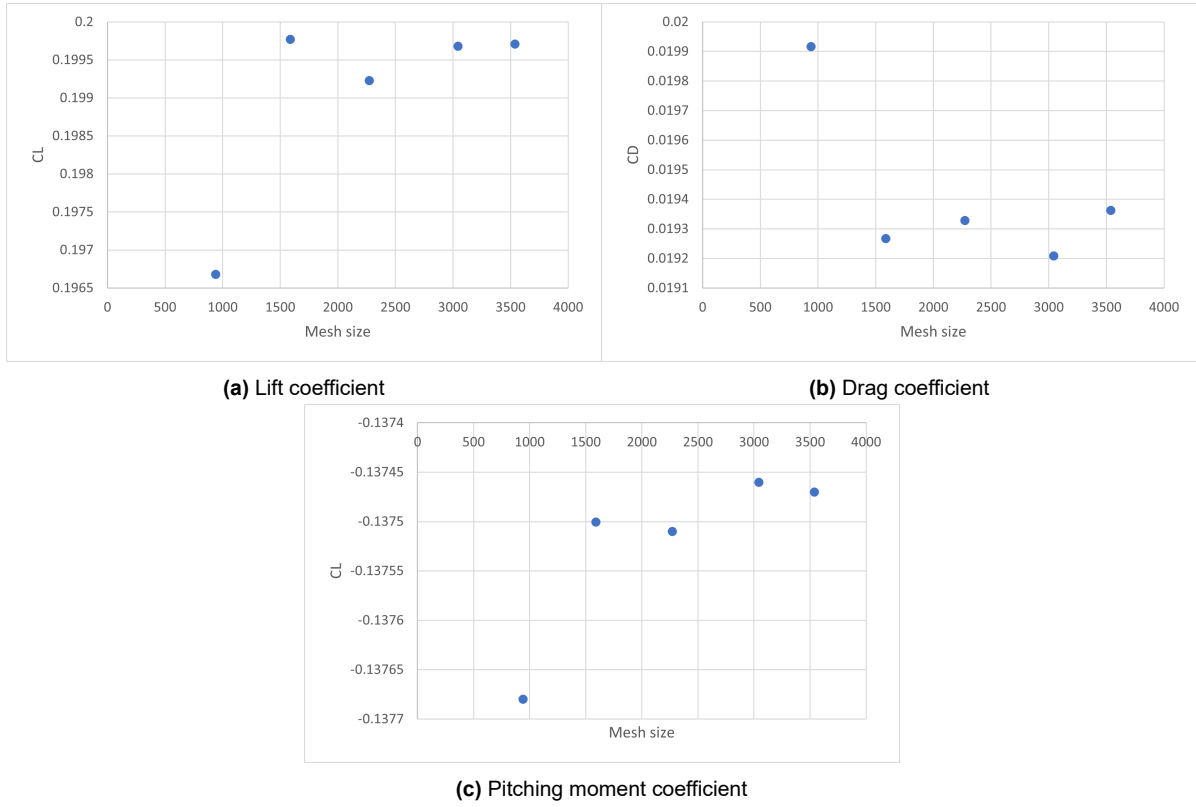 0.2
0.1995
0.199
0.1985
0.198
0.1975
0.197
0.1965
CL
0 500 1000 1500 2000 2500 3000 3500 4000
Mesh size
(a) Lift coefficient
0.02
0.0199
0.0198
0.0197
0.0196
0.0195
0.0194
0.0193
0.0192
0.0191
CD
0 500 1000 1500 2000 2500 3000 3500 4000
Mesh size
(b) Drag coefficient
-0.1374
0 500 1000 1500 2000 2500 3000 3500 4000
-0.13745
-0.1375
-0.13755
-0.1376
-0.13765
-0.1377
CL
Mesh size
(c) Pitching moment coefficient